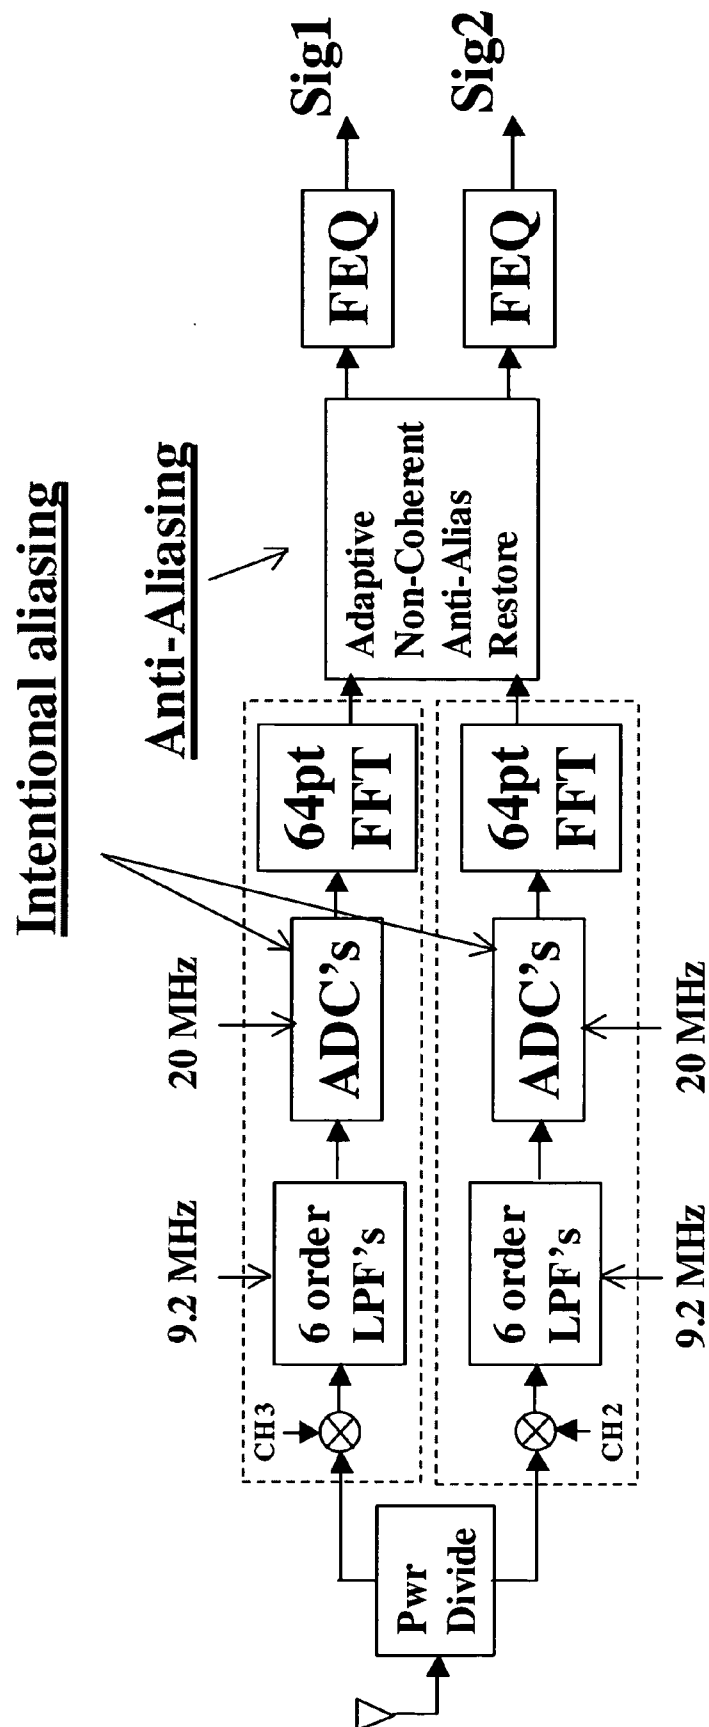 Intentional aliasing
Anti-Aliasing
9.2 MHz
20 MHz
CH3
6 order
LPF's
ADC's
64pt
FFT
FEQ
Sig1
Pwr
Divide
Adaptive
Non-Coherent
Anti-Alias
Restore
CH2
6 order
LPF's
ADC's
64pt
FFT
FEQ
Sig2
9.2 MHz
20 MHz